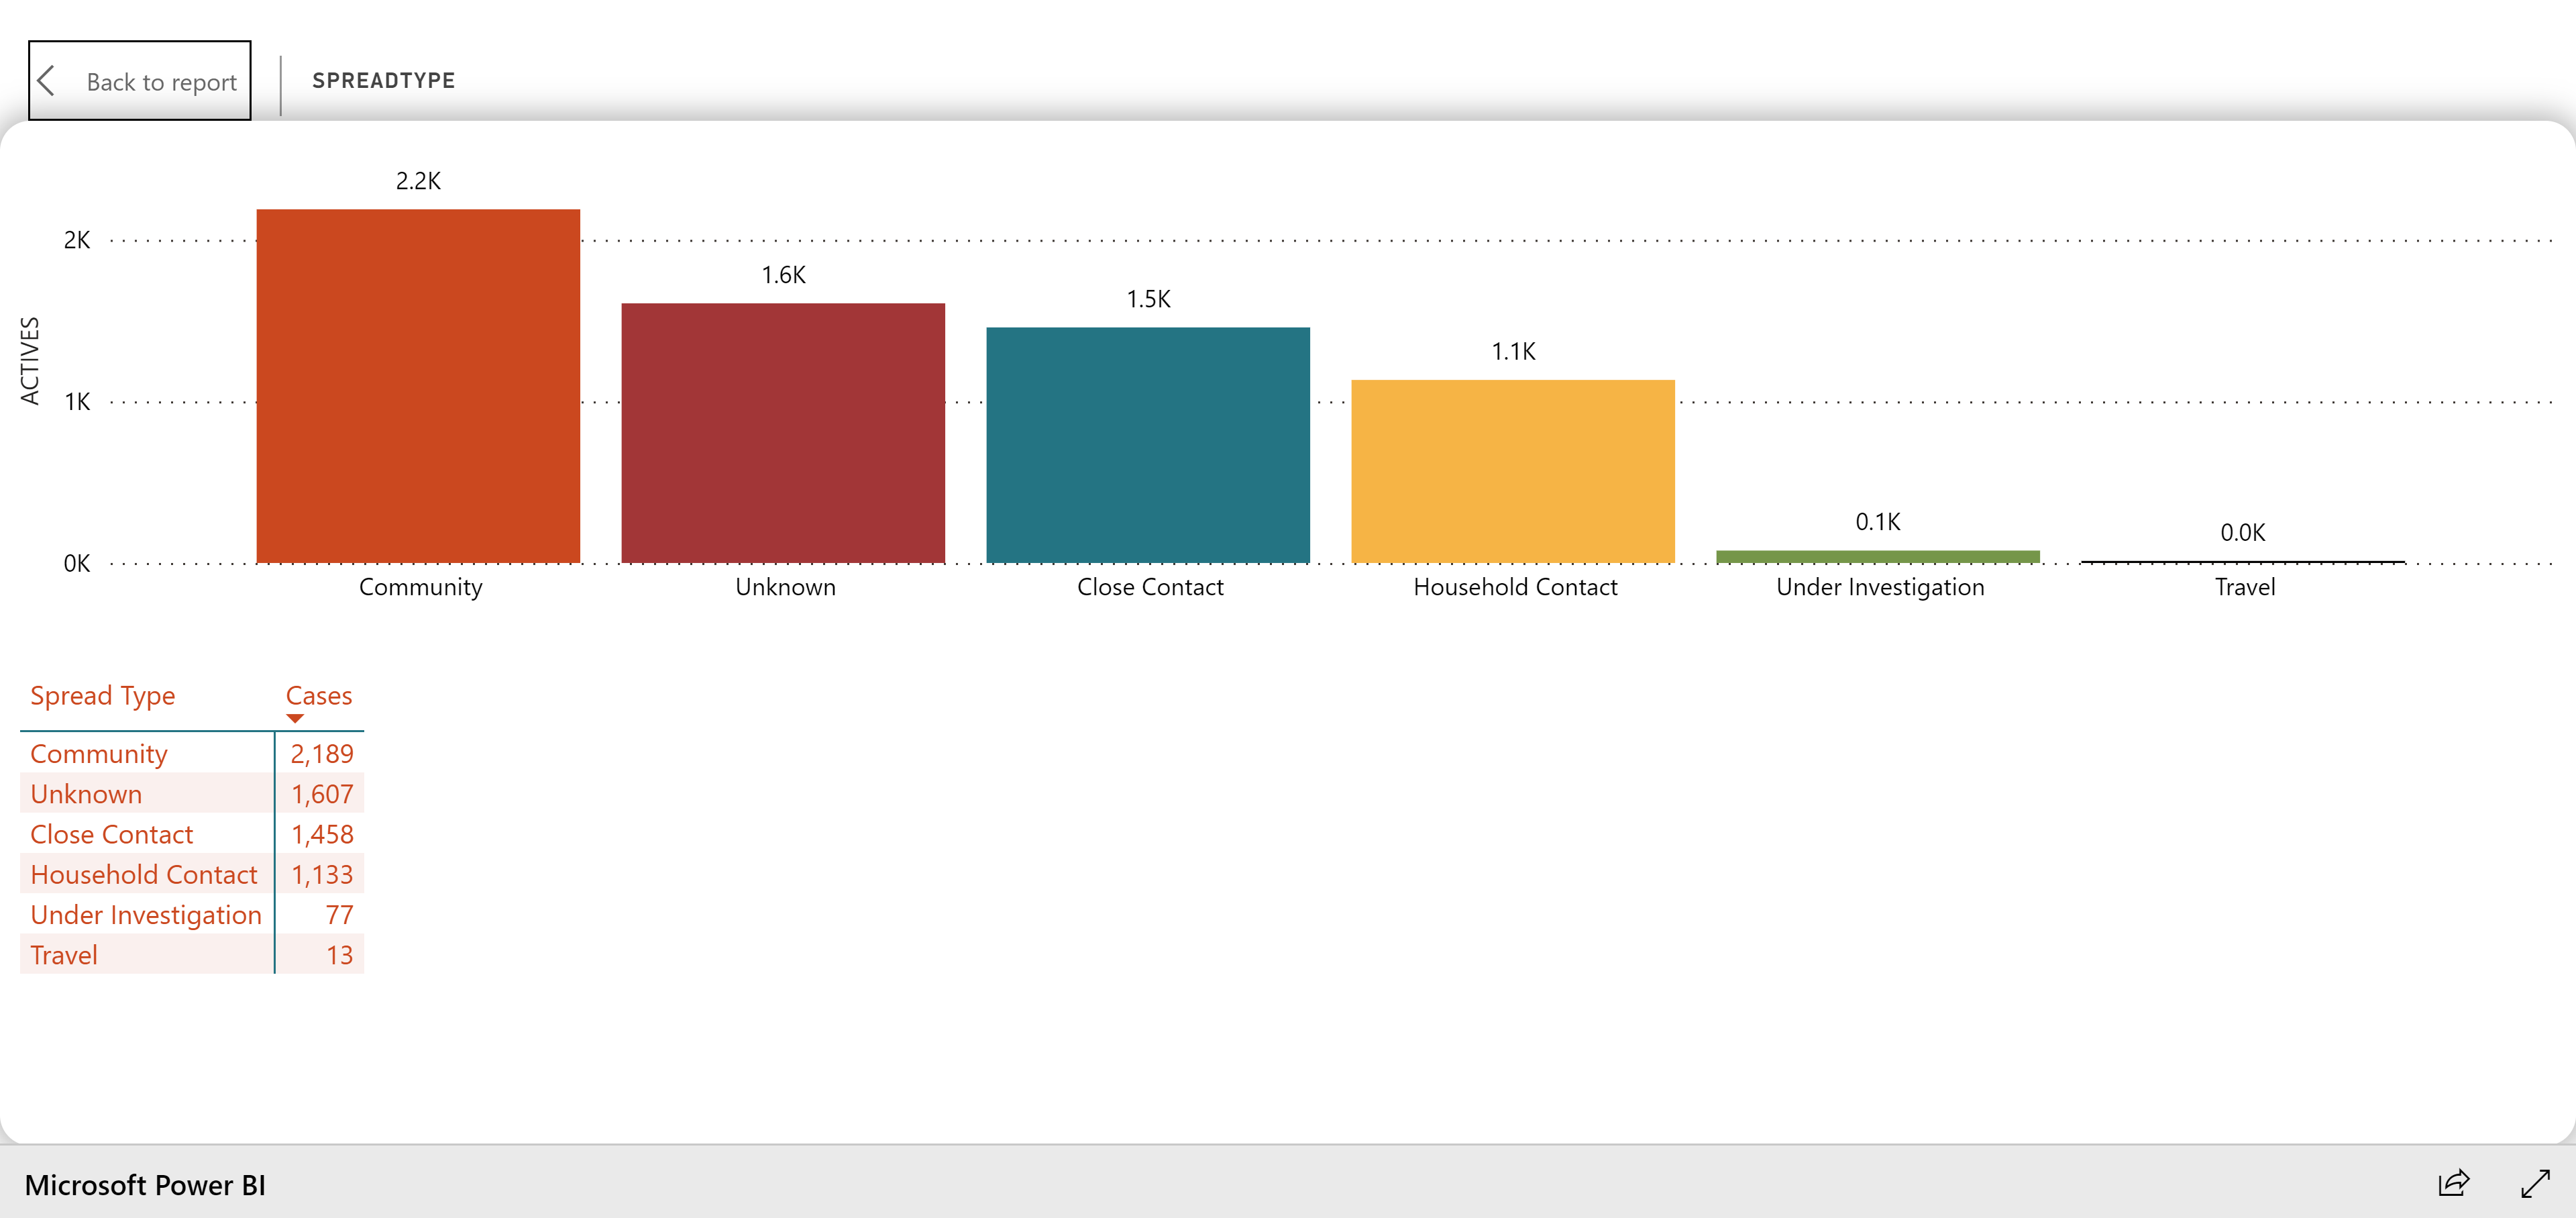 Back to report
SPREADTYPE
ACTIVES
2K
1K
0K
2.2K
1.6K
1.5K
1.1K
0.1K
0.0K
Community Unknown Close Contact Household Contact Under Investigation Travel
Spread Type Cases
Community 2,189
Unknown 1,607
Close Contact 1,458
Household Contact 1,133
Under Investigation 77
Travel 13
Microsoft Power BI